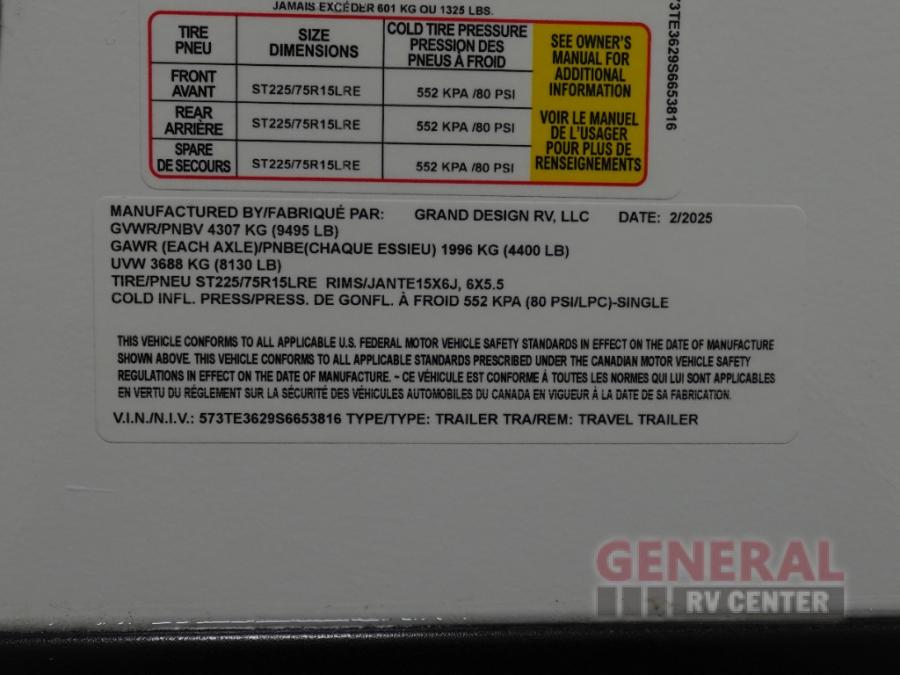 JAMAIS EXCÉDER 601 KG OU 1325 LBS.
TIRE PNEU SIZE DIMENSIONS COLD TIRE PRESSURE PRESSION DES PNEUS À FROID
FRONT AVANT ST225/75R15LRE 552 KPA /80 PSI
REAR ARRIÈRE ST225/75R15LRE 552 KPA /80 PSI
SPARE DE SECOURS ST225/75R15LRE 552 KPA /80 PSI
SEE OWNER'S
MANUAL FOR
ADDITIONAL
INFORMATION
VOIR LE MANUEL
DE L'USAGER
POUR PLUS DE
RENSEIGNEMENTS
73TE3629S6653816
MANUFACTURED BY/FABRIQUÉ PAR: GRAND DESIGN RV, LLC DATE: 2/2025
GVWR/PNBV 4307 KG (9495 LB)
GAWR (EACH AXLE)/PNBE(CHAQUE ESSIEU) 1996 KG (4400 LB)
UVW 3688 KG (8130 LB)
TIRE/PNEU ST225/75R15LRE RIMS/JANTE15X6J, 6X5.5
COLD INFL. PRESS/PRESS. DE GONFL. À FROID 552 KPA (80 PSI/LPC)-SINGLE
THIS VEHICLE CONFORMS TO ALL APPLICABLE U.S. FEDERAL MOTOR VEHICLE SAFETY STANDARDS IN EFFECT ON THE DATE OF MANUFACTURE
SHOWN ABOVE. THIS VEHICLE CONFORMS TO ALL APPLICABLE STANDARDS PRESCRIBED UNDER THE CANADIAN MOTOR VEHICLE SAFETY
REGULATIONS IN EFFECT ON THE DATE OF MANUFACTURE. ~ CE VÉHICULE EST CONFORME À TOUTES LES NORMES QUI LUI SONT APPLICABLES
EN VERTU DU RÉGLEMENT SUR LA SÉCURITÉ DES VÉHICULES AUTOMOBILES DU CANADA EN VIGUEUR À LA DATE DE SA FABRICATION.
V.I.N./N.I.V.: 573TE3629S6653816 TYPE/TYPE: TRAILER TRA/REM: TRAVEL TRAILER
GENERAL
RV CENTER